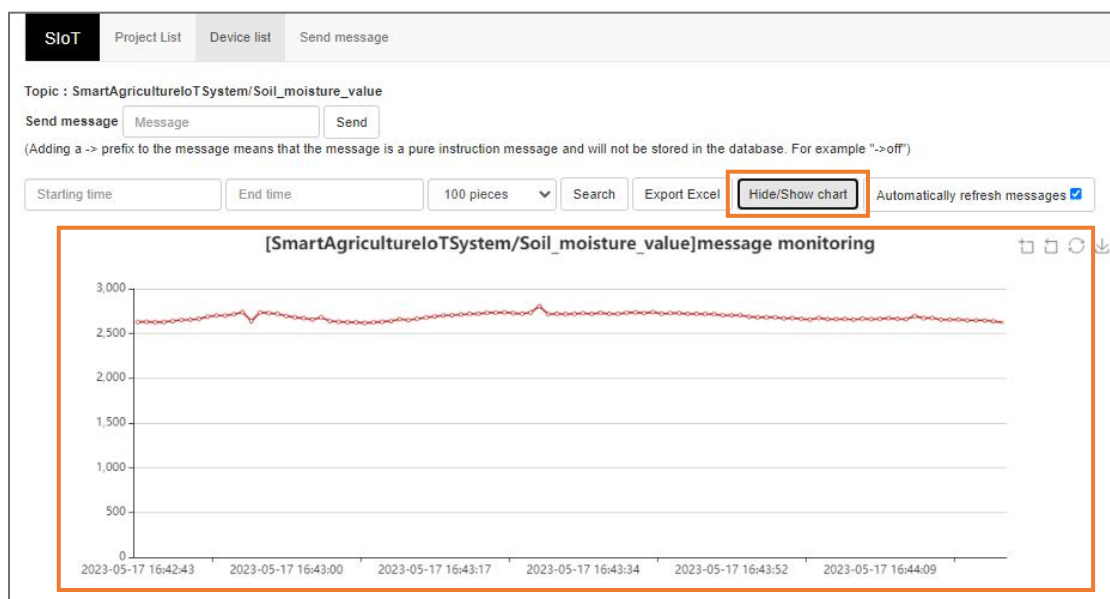 SIoT Project List Device list Send message
Topic : SmartAgricultureIoTSystem/Soil_moisture_value
Send message Message Send
(Adding a -> prefix to the message means that the message is a pure instruction message and will not be stored in the database. For example "->off")
Starting time End time 100 pieces Search Export Excel Hide/Show chart Automatically refresh messages
[SmartAgricultureIoTSystem/Soil_moisture_value]message monitoring
3,000
2,500
2,000
1,500
1,000
500
0
2023-05-17 16:42:43 2023-05-17 16:43:00 2023-05-17 16:43:17 2023-05-17 16:43:34 2023-05-17 16:43:52 2023-05-17 16:44:09